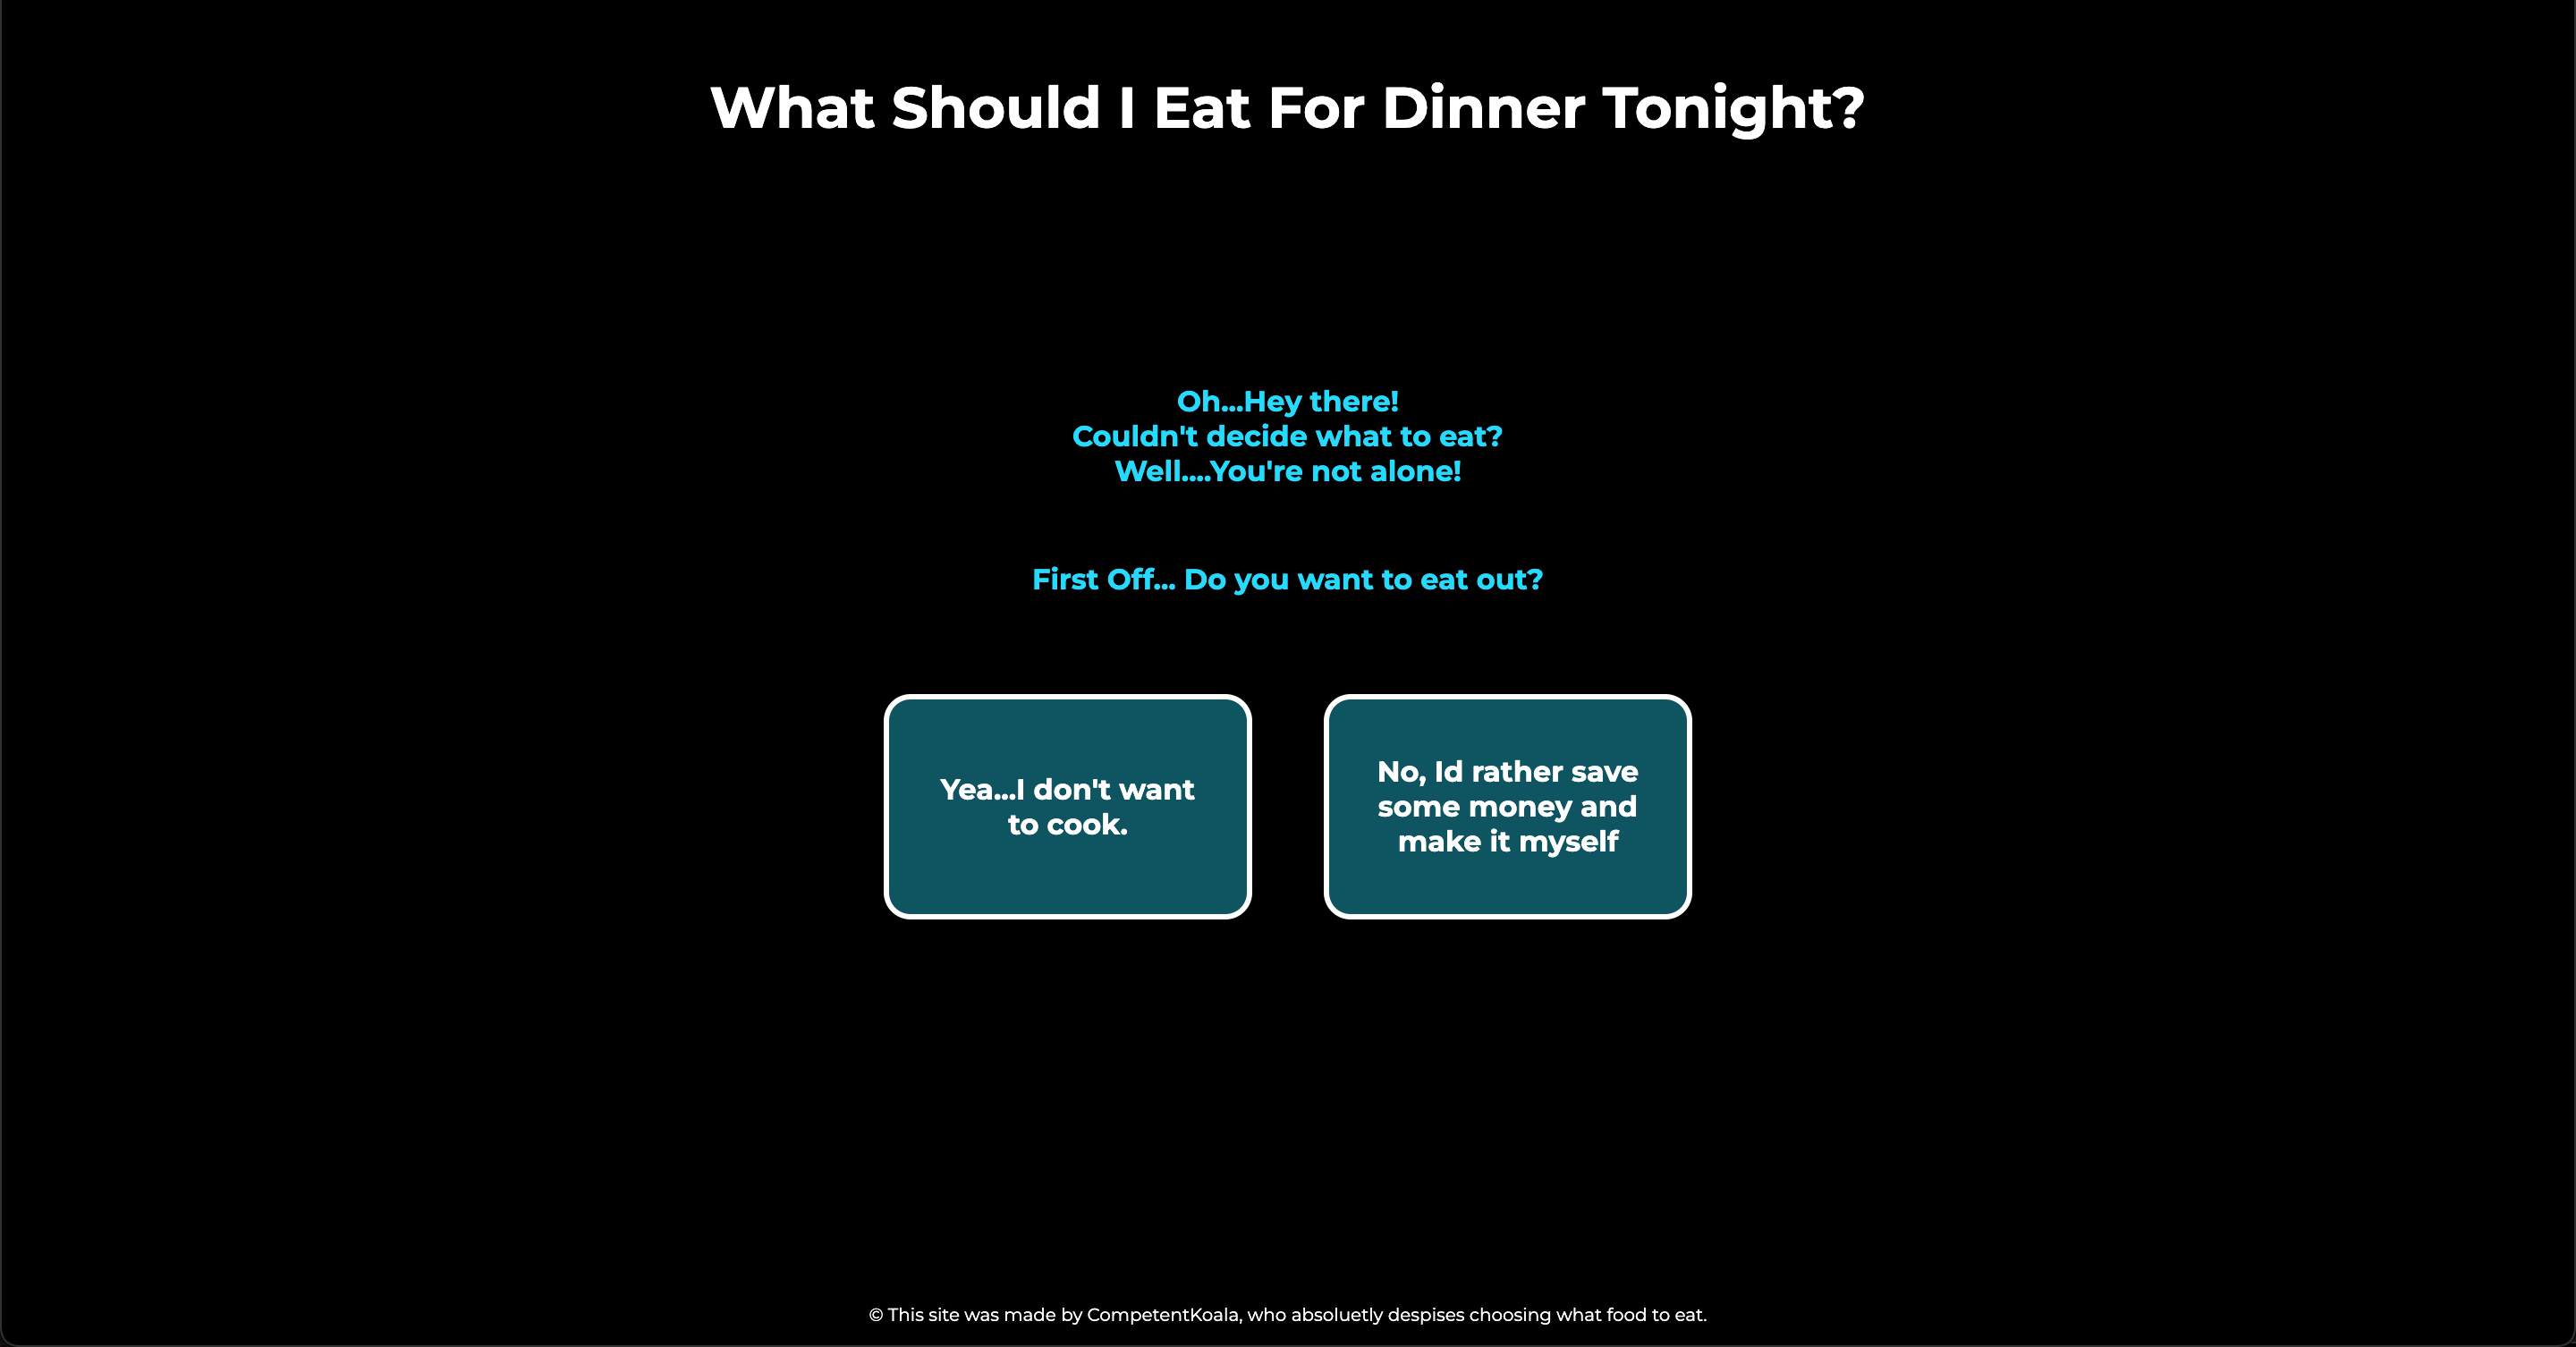 What Should I Eat For Dinner Tonight?
Oh...Hey there!
Couldn't decide what to eat?
Well....You're not alone!
First Off... Do you want to eat out?
Yea...I don't want
to cook.
No, Id rather save
some money and
make it myself
© This site was made by CompetentKoala, who absoluetly despises choosing what food to eat.